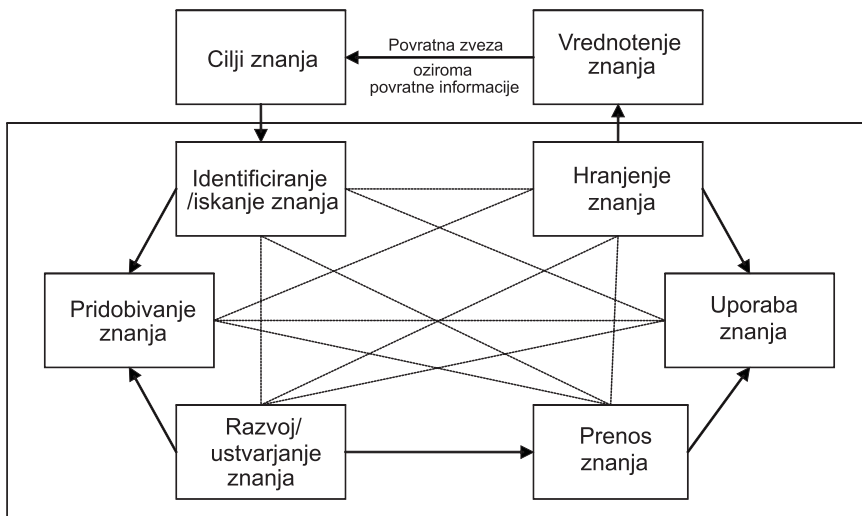 Cilji znanja
Povratna zveza
oziroma
povratne informacije
Vrednotenje
znanja
Identificiranje
/iskanje znanja
Hranjenje
znanja
Pridobivanje
znanja
Uporaba
znanja
Razvoj/
ustvarjanje
znanja
Prenos
znanja